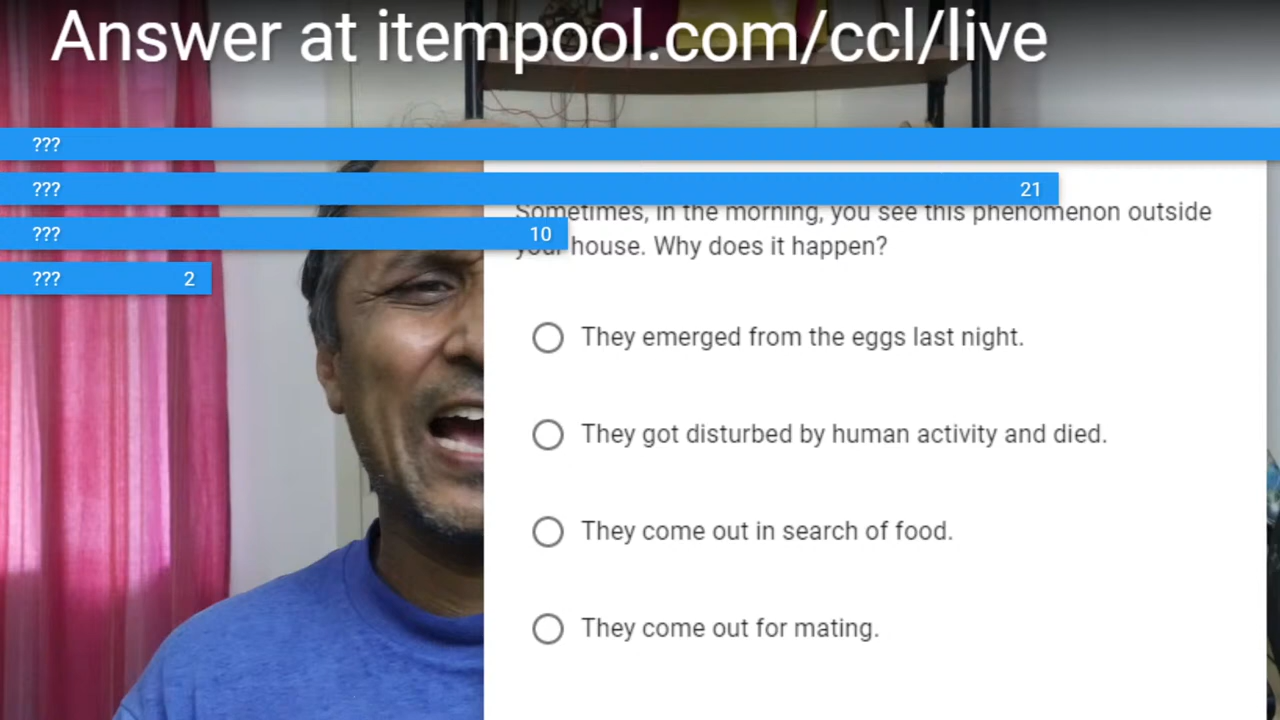 Answer at itempool.com/ccl/live
???
??? 21
Sometimes, in the morning, you see this phenomenon outside
??? 10
your house. Why does it happen?
??? 2
They emerged from the eggs last night.
They got disturbed by human activity and died.
They come out in search of food.
They come out for mating.